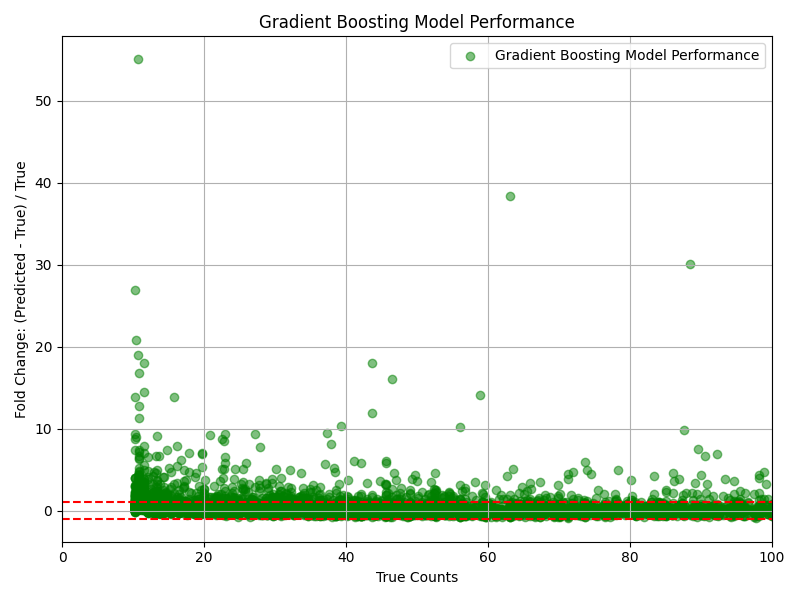 Gradient Boosting Model Performance
Gradient Boosting Model Performance
50
40
30
20
10
0
Fold Change: (Predicted - True) / True
0 20 40 60 80 100
True Counts